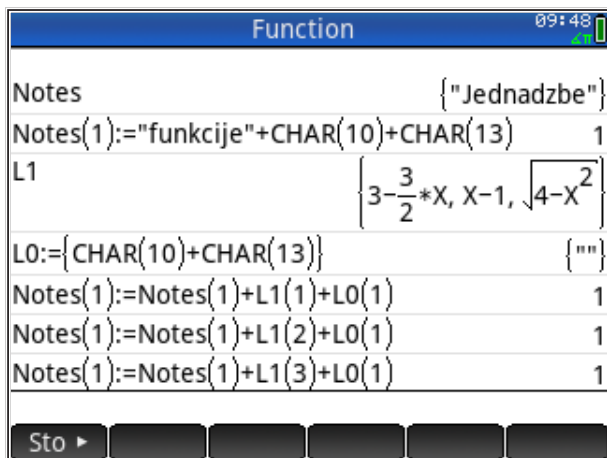 Function 09:48
∡π
Notes {"Jednadzbe"}
Notes(1):="funkcije"+CHAR(10)+CHAR(13) 1
L1 {3-3/2*X, X-1, √(4-X^2)}
L0:={CHAR(10)+CHAR(13)} {""}
Notes(1):=Notes(1)+L1(1)+L0(1) 1
Notes(1):=Notes(1)+L1(2)+L0(1) 1
Notes(1):=Notes(1)+L1(3)+L0(1) 1
Sto ►